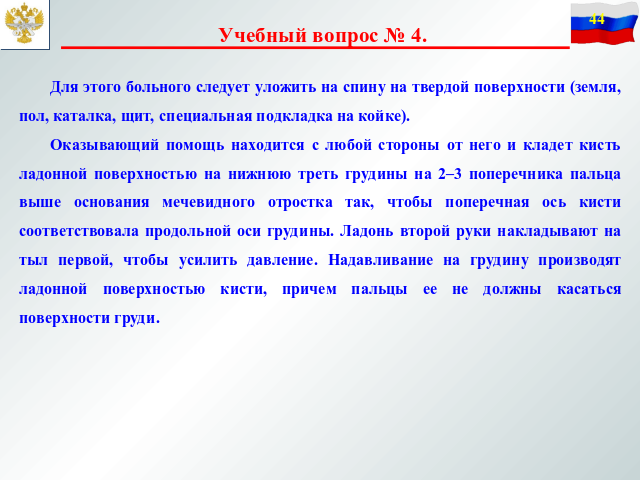 44
Учебный вопрос № 4.
Для этого больного следует уложить на спину на твердой поверхности (земля,
пол, каталка, щит, специальная подкладка на койке).
Оказывающий помощь находится с любой стороны от него и кладет кисть
ладонной поверхностью на нижнюю треть грудины на 2–3 поперечника пальца
выше основания мечевидного отростка так, чтобы поперечная ось кисти
соответствовала продольной оси грудины. Ладонь второй руки накладывают на
тыл первой, чтобы усилить давление. Надавливание на грудину производят
ладонной поверхностью кисти, причем пальцы ее не должны касаться
поверхности груди.